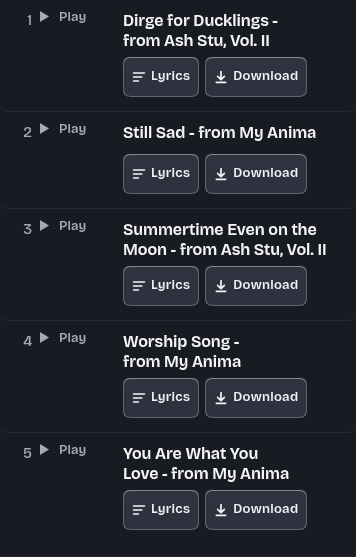 1 Play Dirge for Ducklings -
from Ash Stu, Vol. II
Lyrics Download
2 Play Still Sad - from My Anima
Lyrics Download
3 Play Summertime Even on the
Moon - from Ash Stu, Vol. II
Lyrics Download
4 Play Worship Song -
from My Anima
Lyrics Download
5 Play You Are What You
Love - from My Anima
Lyrics Download